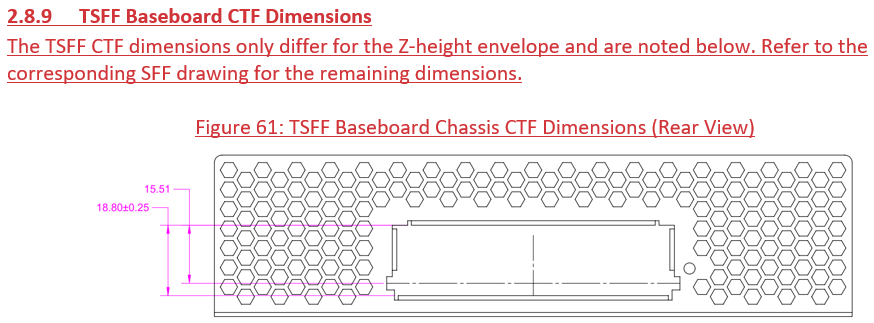 2.8.9 TSFF Baseboard CTF Dimensions
The TSFF CTF dimensions only differ for the Z-height envelope and are noted below. Refer to the
corresponding SFF drawing for the remaining dimensions.
Figure 61: TSFF Baseboard Chassis CTF Dimensions (Rear View)
15.51
18.80±0.25